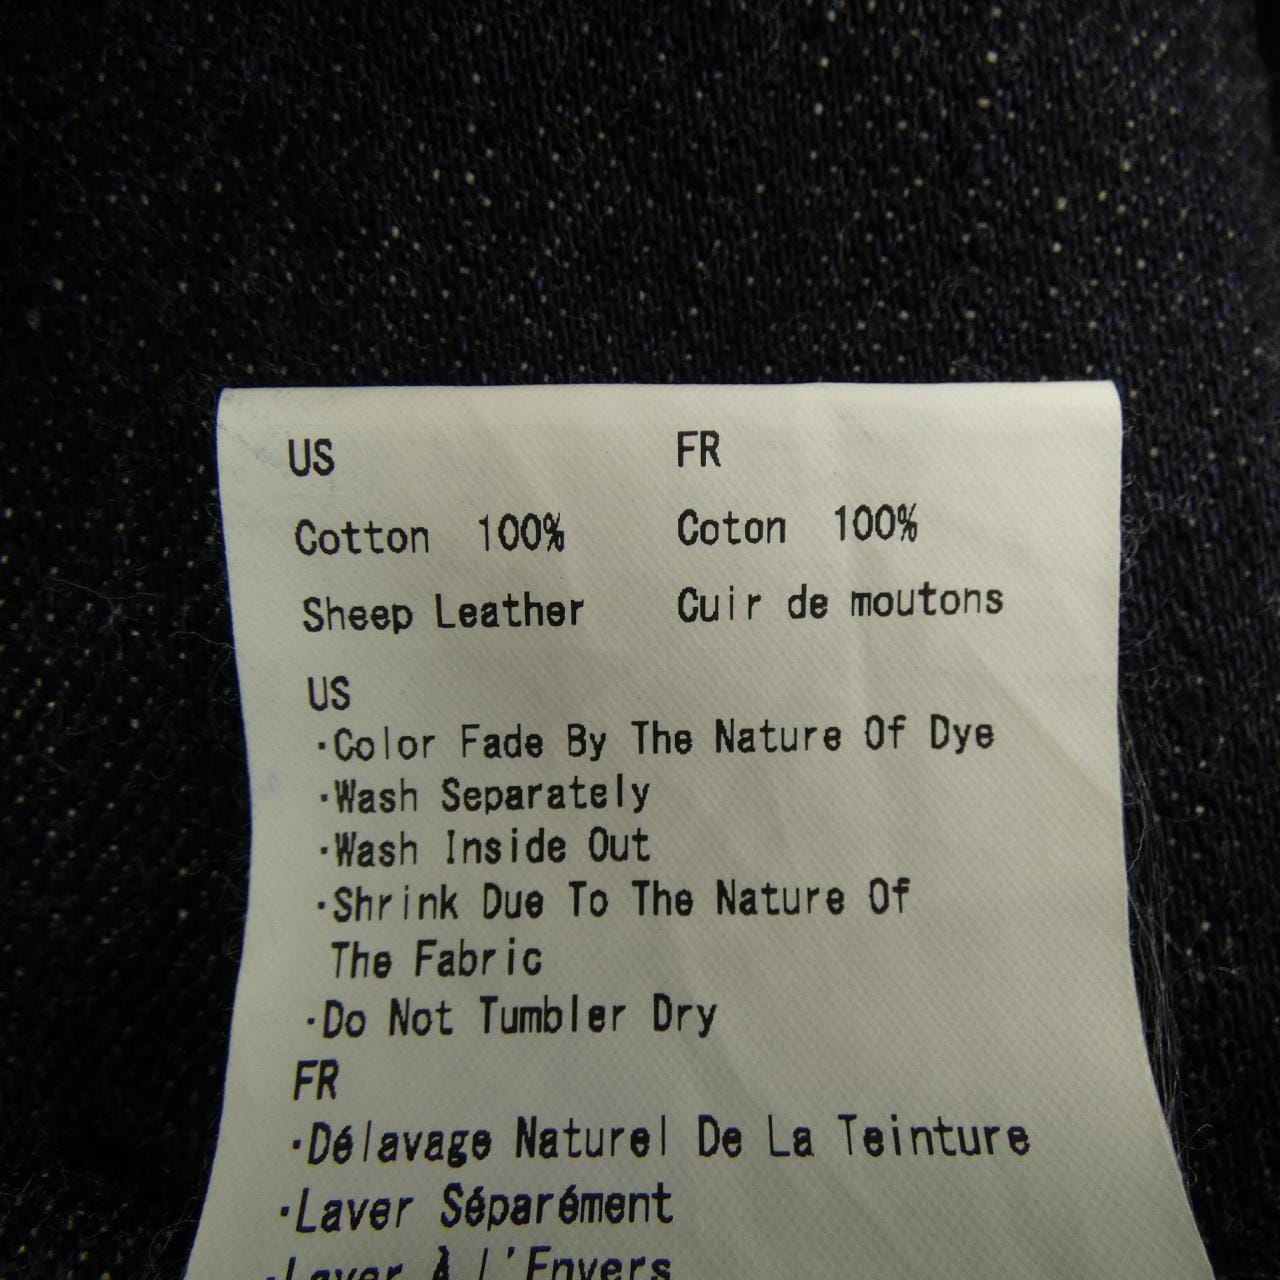 US FR
Cotton 100% Coton 100%
Sheep Leather Cuir de moutons
US
·Color Fade By The Nature Of Dye
·Wash Separately
·Wash Inside Out
·Shrink Due To The Nature Of
The Fabric
·Do Not Tumbler Dry
FR
·Délavage Naturel De La Teinture
·Laver Séparément
·Laver À l'Envers